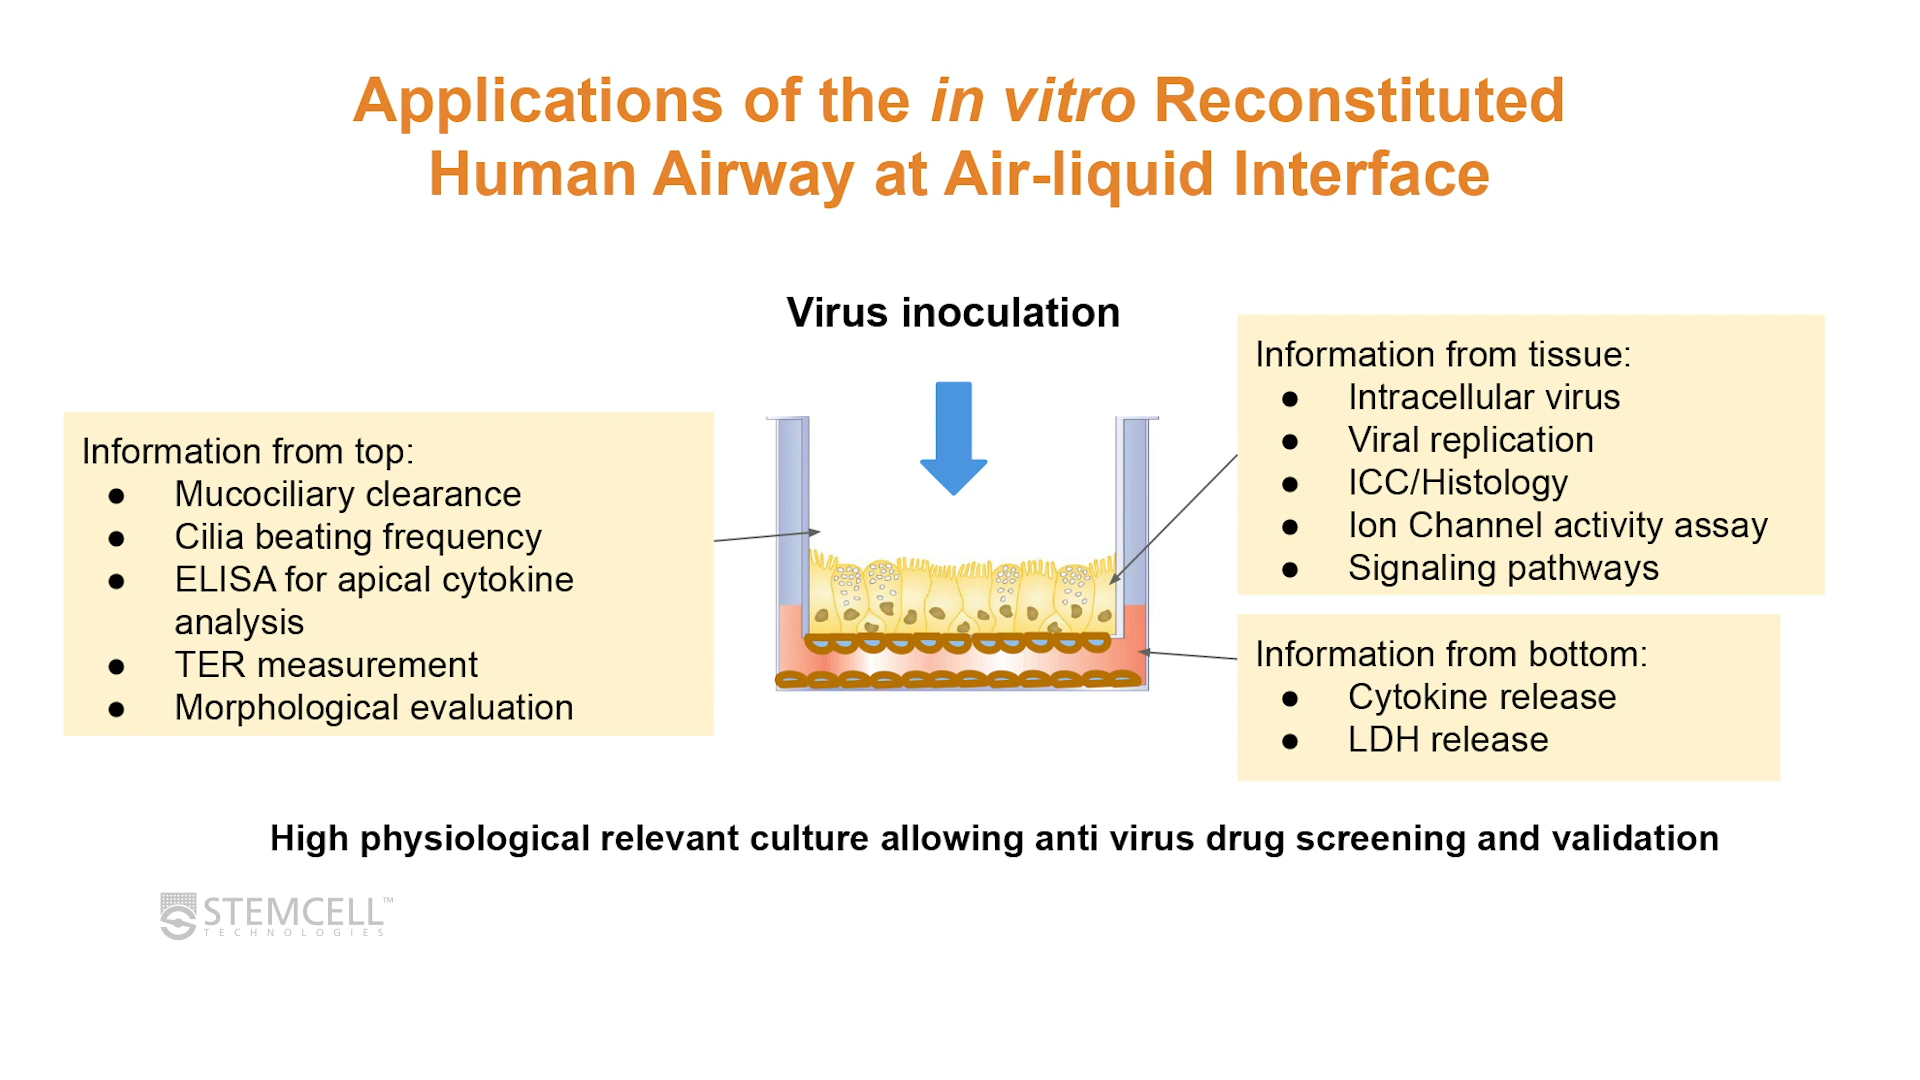 Applications of the in vitro Reconstituted
Human Airway at Air-liquid Interface
Virus inoculation
Information from top:
● Mucociliary clearance
● Cilia beating frequency
● ELISA for apical cytokine
analysis
● TER measurement
● Morphological evaluation
Information from tissue:
● Intracellular virus
● Viral replication
● ICC/Histology
● Ion Channel activity assay
● Signaling pathways
Information from bottom:
● Cytokine release
● LDH release
High physiological relevant culture allowing anti virus drug screening and validation
STEMCELL™
TECHNOLOGIES